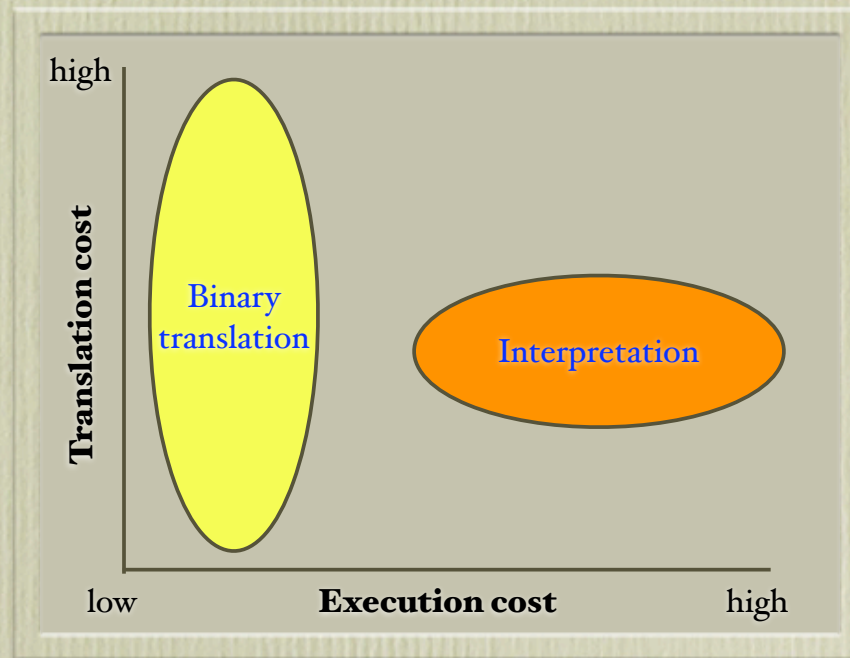 high
Translation cost
Binary
translation
Interpretation
low
Execution cost
high